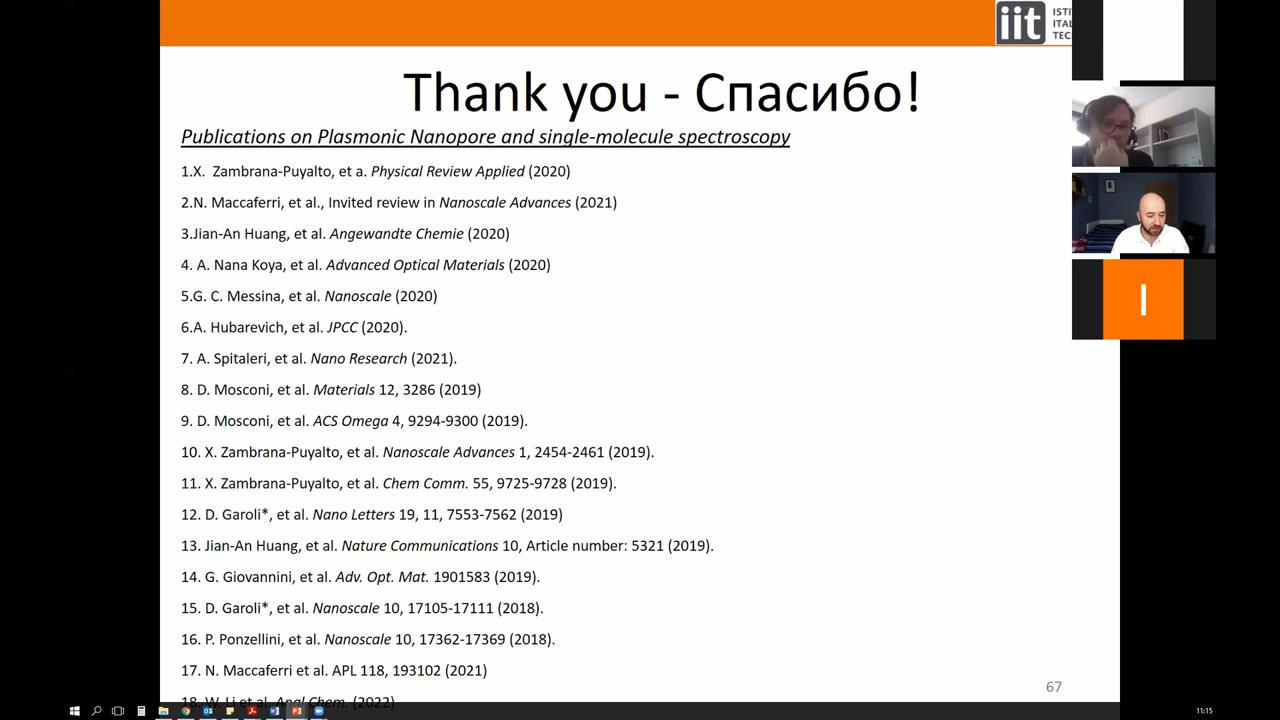 iit
Thank you - Спасибо!
Publications on Plasmonic Nanopore and single-molecule spectroscopy
1.X. Zambrana-Puyalto, et a. Physical Review Applied (2020)
2.N. Maccaferri, et al., Invited review in Nanoscale Advances (2021)
3.Jian-An Huang, et al. Angewandte Chemie (2020)
4. A. Nana Koya, et al. Advanced Optical Materials (2020)
5.G. C. Messina, et al. Nanoscale (2020)
6.A. Hubarevich, et al. JPCC (2020).
7. A. Spitaleri, et al. Nano Research (2021).
8. D. Mosconi, et al. Materials 12, 3286 (2019)
9. D. Mosconi, et al. ACS Omega 4, 9294-9300 (2019).
10. X. Zambrana-Puyalto, et al. Nanoscale Advances 1, 2454-2461 (2019).
11. X. Zambrana-Puyalto, et al. Chem Comm. 55, 9725-9728 (2019).
12. D. Garoli*, et al. Nano Letters 19, 11, 7553-7562 (2019)
13. Jian-An Huang, et al. Nature Communications 10, Article number: 5321 (2019).
14. G. Giovannini, et al. Adv. Opt. Mat. 1901583 (2019).
15. D. Garoli*, et al. Nanoscale 10, 17105-17111 (2018).
16. P. Ponzellini, et al. Nanoscale 10, 17362-17369 (2018).
17. N. Maccaferri et al. APL 118, 193102 (2021)
18. W. Li et al. Anal Chem. (2022)
67
I
11:15